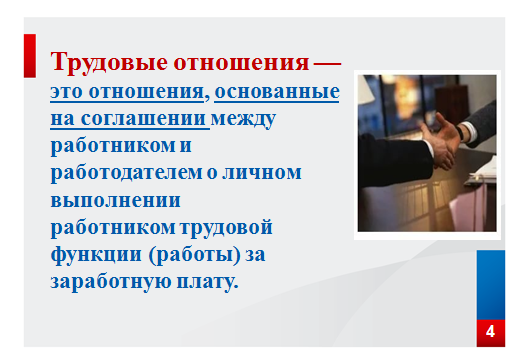 Трудовые отношения —
это отношения, основанные
на соглашении между
работником и
работодателем о личном
выполнении
работником трудовой
функции (работы) за
заработную плату.
4